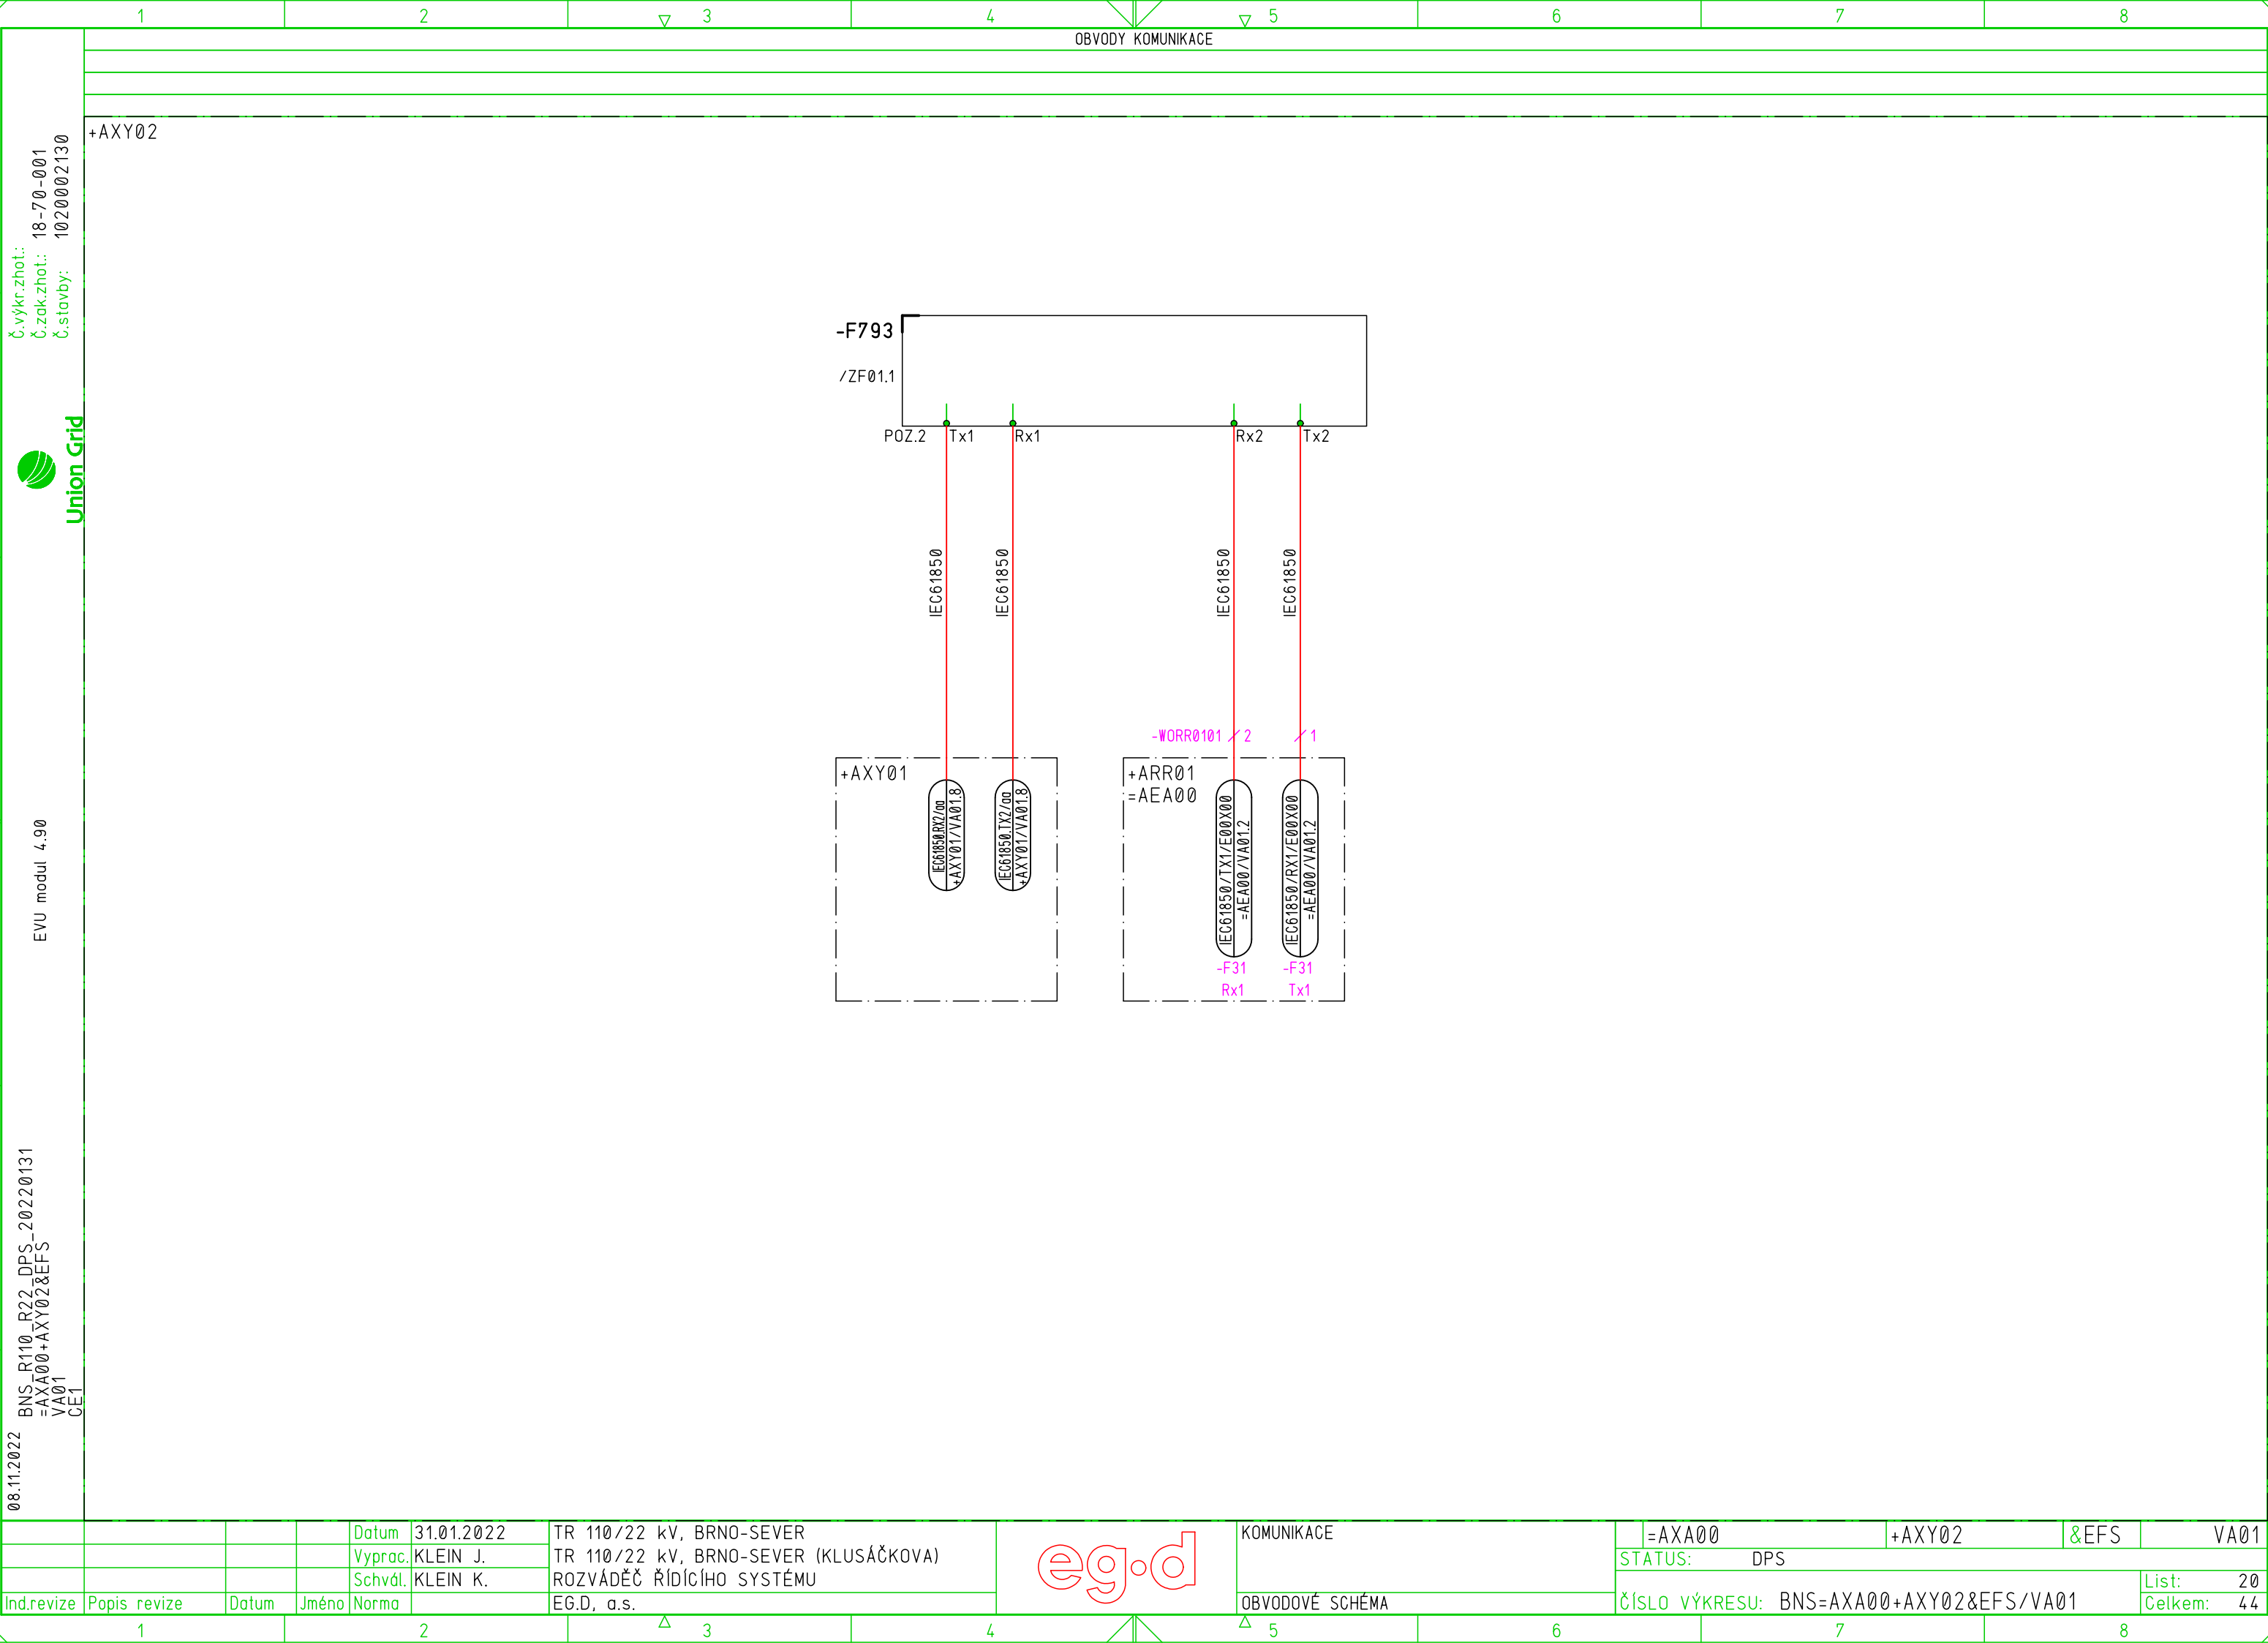 1 2 3 4 5 6 7 8
OBVODY KOMUNIKACE
+AXY02
Č.výkr.zhot.:
Č.zak.zhot.: 18-70-001
Č.stavby: 1020002130
Union Grid
EVU modul 4.90
BNS_R110_R22_DPS_20220131
=AXA00+AXY02&EFS
VA01
CE1
08.11.2022
-F793
/ZF01.1
POZ.2 Tx1 Rx1 Rx2 Tx2
IEC61850 IEC61850 IEC61850 IEC61850
-WORR0101 2 1
+AXY01
IEC61850.RX2/aa
+AXY01/VA01.8
IEC61850.TX2/aa
+AXY01/VA01.8
+ARR01
=AEA00
IEC61850/TX1/E00X00
=AEA00/VA01.2
IEC61850/RX1/E00X00
=AEA00/VA01.2
-F31 -F31
Rx1 Tx1
Datum 31.01.2022
Vyprac. KLEIN J.
Schvál. KLEIN K.
Ind.revize Popis revize Datum Jméno Norma
TR 110/22 kV, BRNO-SEVER
TR 110/22 kV, BRNO-SEVER (KLUSÁČKOVA)
ROZVÁDĚČ ŘÍDÍCÍHO SYSTÉMU
EG.D, a.s.
eg·d
KOMUNIKACE
OBVODOVÉ SCHÉMA
=AXA00 +AXY02 &EFS VA01
STATUS: DPS
ČÍSLO VÝKRESU: BNS=AXA00+AXY02&EFS/VA01
List: 20
Celkem: 44
1 2 3 4 5 6 7 8